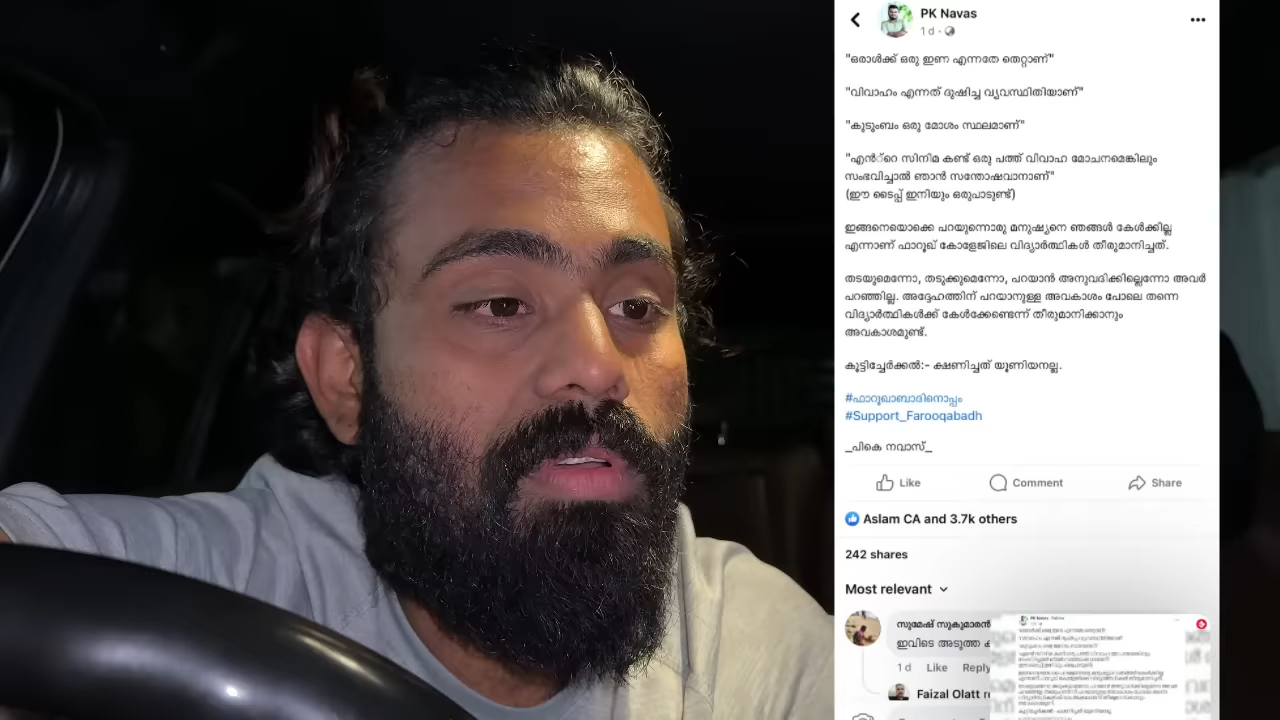 PK Navas
1 d
"ഒരാൾക്ക് ഒരു ഇണ എന്നതേ തെറ്റാണ്"
"വിവാഹം എന്നത് ദുഷിച്ച വ്യവസ്ഥിതിയാണ്"
"കുടുംബം ഒരു മോശം സ്ഥലമാണ്"
"എൻ്റെ സിനിമ കണ്ട് ഒരു പത്ത് വിവാഹ മോചനമെങ്കിലും
സംഭവിച്ചാൽ ഞാൻ സന്തോഷവാനാണ്"
(ഈ ടൈപ്പ് ഇനിയും ഒരുപാടുണ്ട്)
ഇങ്ങനെയൊക്കെ പറയുന്നൊരു മനുഷ്യനെ ഞങ്ങൾ കേൾക്കില്ല
എന്നാണ് ഫാറൂഖ് കോളേജിലെ വിദ്യാർത്ഥികൾ തീരുമാനിച്ചത്.
തടയുമെന്നോ, തടുക്കുമെന്നോ, പറയാൻ അനുവദിക്കില്ലെന്നോ അവർ
പറഞ്ഞില്ല. അദ്ദേഹത്തിന് പറയാനുള്ള അവകാശം പോലെ തന്നെ
വിദ്യാർത്ഥികൾക്ക് കേൾക്കേണ്ടെന്ന് തീരുമാനിക്കാനും
അവകാശമുണ്ട്.
കൂട്ടിച്ചേർക്കൽ:- ക്ഷണിച്ചത് യൂണിയനല്ല.
#ഫാറൂഖാബാദിനൊപ്പം
#Support_Farooqabadh
_പികെ നവാസ്_
Like Comment Share
Aslam CA and 3.7k others
242 shares
Most relevant
സുമേഷ് സുകുമാരൻ
ഇവിടെ അടുത്ത
1 d Like Reply
Faizal Olatt